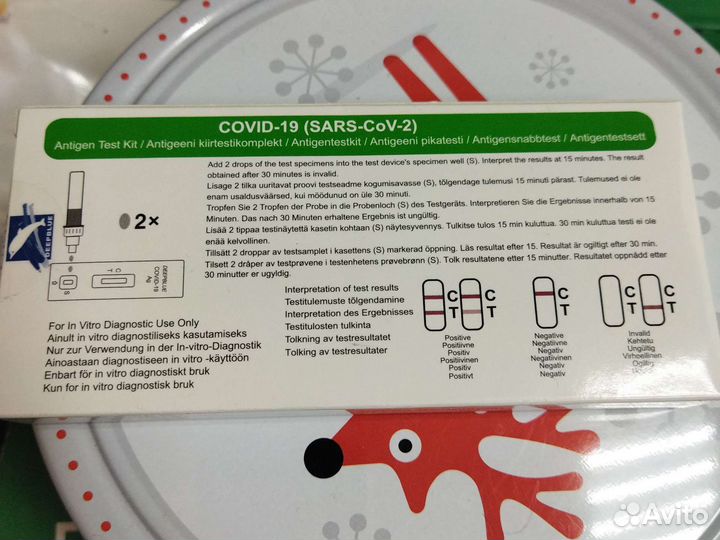 COVID-19 (SARS-CoV-2)
Antigen Test Kit / Antigeeni kiirtestikomplekt / Antigentestkit / Antigeeni pikatesti / Antigensnabbtest / Antigentestsett
Add 2 drops of the test specimens into the test device's specimen well (S). Interpret the results at 15 minutes. The result
obtained after 30 minutes is invalid.
Lisage 2 tilka uuritavat proovi testseadme kogumisavasse (S), tõlgendage tulemusi 15 minuti pärast. Tulemused ei ole
enam usaldusväärsed, kui möödunud on üle 30 minuti.
Tropfen Sie 2 Tropfen der Probe in die Probenloch (S) des Testgeräts. Interpretieren Sie die Ergebnisse innerhalb von 15
Minuten. Das nach 30 Minuten erhaltene Ergebnis ist ungültig.
Lisää 2 tippaa testinäytettä kasetin kohtaan (S) näytesyvennys. Tulkitse tulos 15 min kuluttua. 30 min kuluttua testi ei ole
enää kelvollinen.
Tillsätt 2 droppar av testsamplet i kasettens (S) markerad öppning. Läs resultat efter 15. Resultat är ogiltigt efter 30 min.
Tilsett 2 dråper av testprøvene i testenhetens prøvebrønn (S). Tolk resultatene etter 15 minutter. Resultatet oppnådd etter
30 minutter er ugyldig.
2×
DEEPBLUE
DEEPBLUE
COVID-19
Ag
C
T
S
For In Vitro Diagnostic Use Only
Ainult in vitro diagnostiliseks kasutamiseks
Nur zur Verwendung in der In-vitro-Diagnostik
Ainoastaan diagnostiseen in vitro -käyttöön
Enbart för in vitro diagnostiskt bruk
Kun for in vitro diagnostisk bruk
Interpretation of test results
Testitulemuste tõlgendamine
Interpretation des Ergebnisses
Testitulosten tulkinta
Tolkning av testresultatet
Tolking av testresultater
C
T
C
T
C
T
C
T
Positive
Positiivne
Positiv
Positiivinen
Positiv
Positivt
Negative
Negatiivne
Negativ
Negatiivinen
Negativ
Negativ
Invalid
Kehtetu
Ungültig
Virheellinen
Ogiltig
Avito